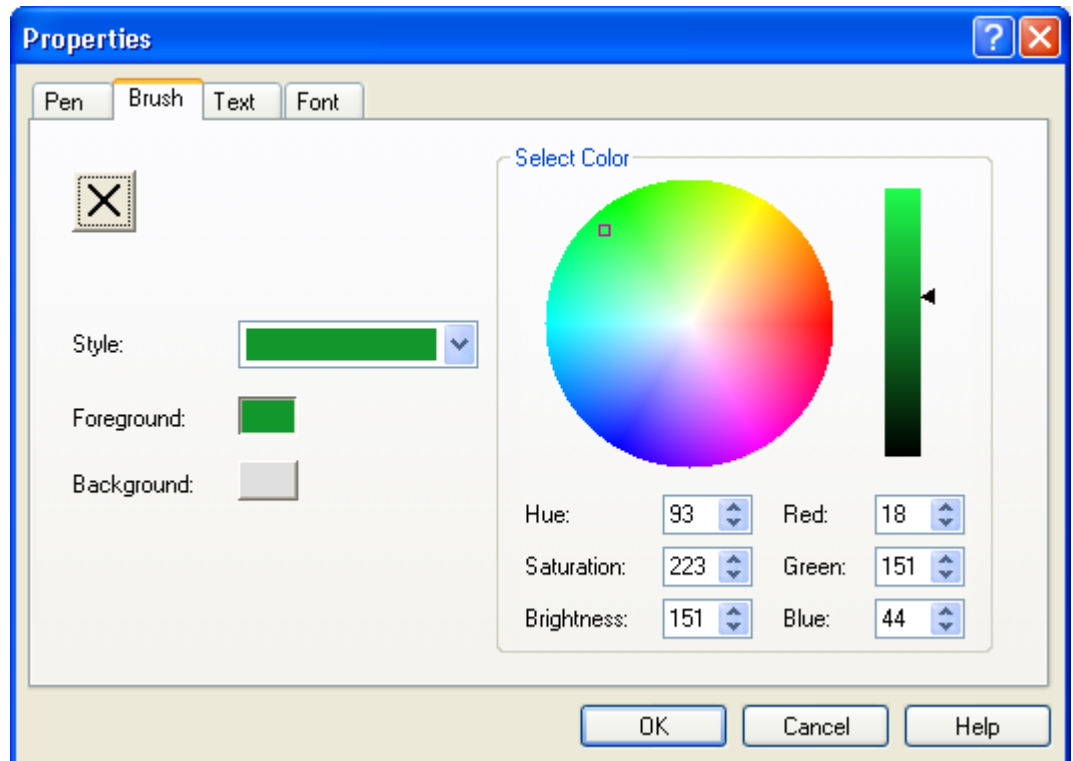 Properties
Pen Brush Text Font
Select Color
Style:
Foreground:
Background:
Hue: 93 Red: 18
Saturation: 223 Green: 151
Brightness: 151 Blue: 44
OK Cancel Help